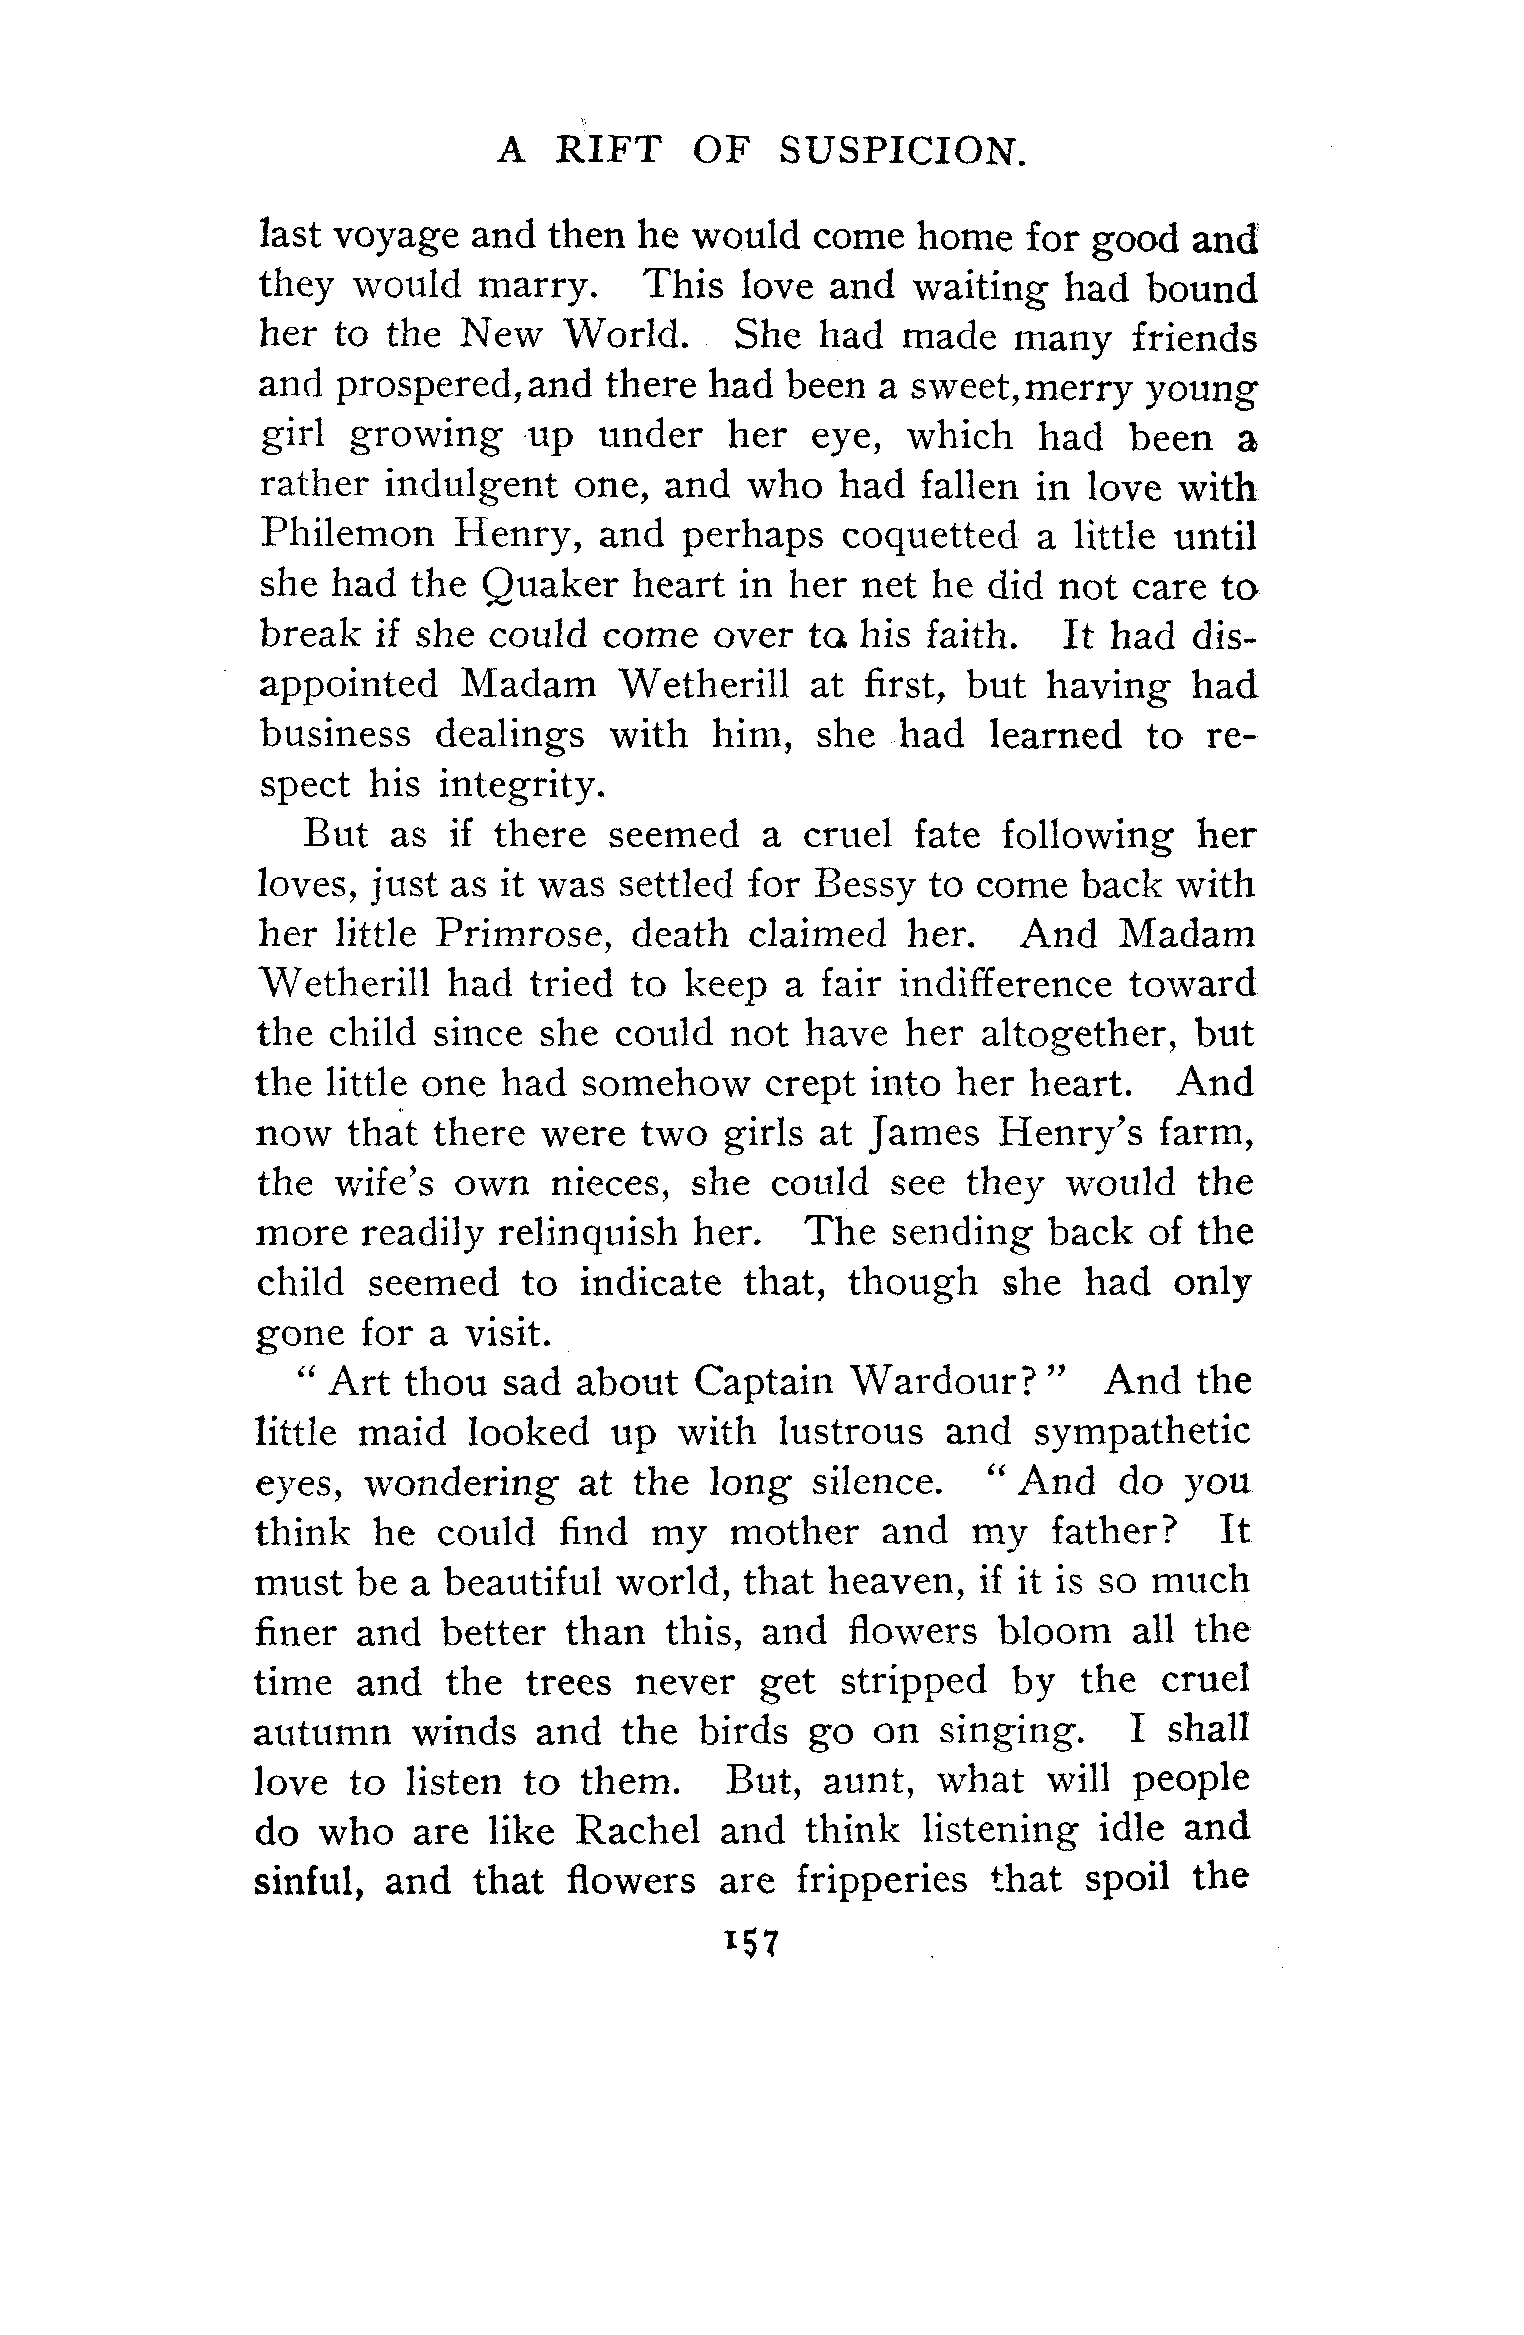 A RIFT OF SUSPICION.
last voyage and then he would come home for good and
they would marry. This love and waiting had bound
her to the New World. She had made many friends
and prospered, and there had been a sweet, merry young
girl growing up under her eye, which had been a
rather indulgent one, and who had fallen in love with
Philemon Henry, and perhaps coquetted a little until
she had the Quaker heart in her net he did not care to
break if she could come over to his faith. It had dis-
appointed Madam Wetherill at first, but having had
business dealings with him, she had learned to re-
spect his integrity.
But as if there seemed a cruel fate following her
loves, just as it was settled for Bessy to come back with
her little Primrose, death claimed her. And Madam
Wetherill had tried to keep a fair indifference toward
the child since she could not have her altogether, but
the little one had somehow crept into her heart. And
now that there were two girls at James Henry's farm,
the wife's own nieces, she could see they would the
more readily relinquish her. The sending back of the
child seemed to indicate that, though she had only
gone for a visit.
“ Art thou sad about Captain Wardour? ” And the
little maid looked up with lustrous and sympathetic
eyes, wondering at the long silence. “ And do you
think he could find my mother and my father? It
must be a beautiful world, that heaven, if it is so much
finer and better than this, and flowers bloom all the
time and the trees never get stripped by the cruel
autumn winds and the birds go on singing. I shall
love to listen to them. But, aunt, what will people
do who are like Rachel and think listening idle and
sinful, and that flowers are fripperies that spoil the
157